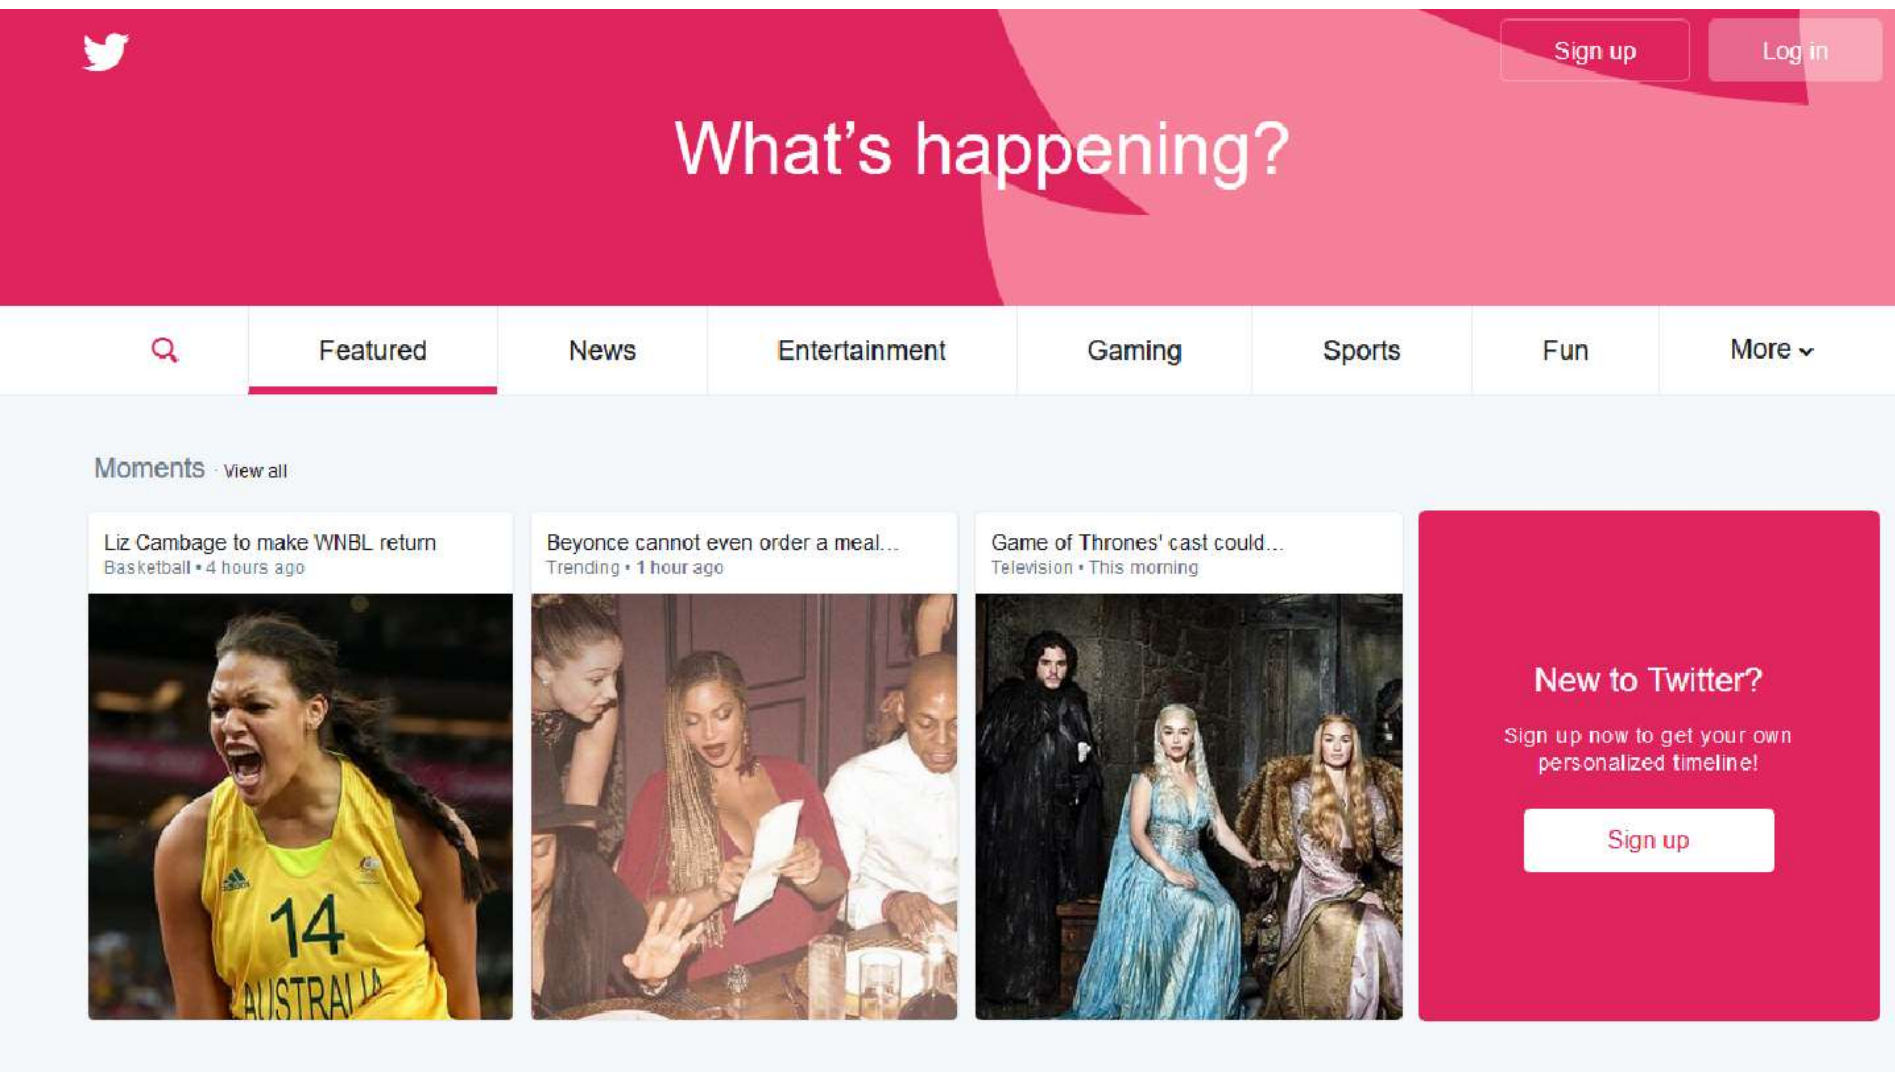 Sign up
Log in
What's happening?
Featured
News
Entertainment
Gaming
Sports
Fun
More
Moments · View all
Liz Cambage to make WNBL return
Basketball • 4 hours ago
Beyonce cannot even order a meal...
Trending • 1 hour ago
Game of Thrones' cast could...
Television • This morning
adidas
14
AUSTRALIA
New to Twitter?
Sign up now to get your own
personalized timeline!
Sign up